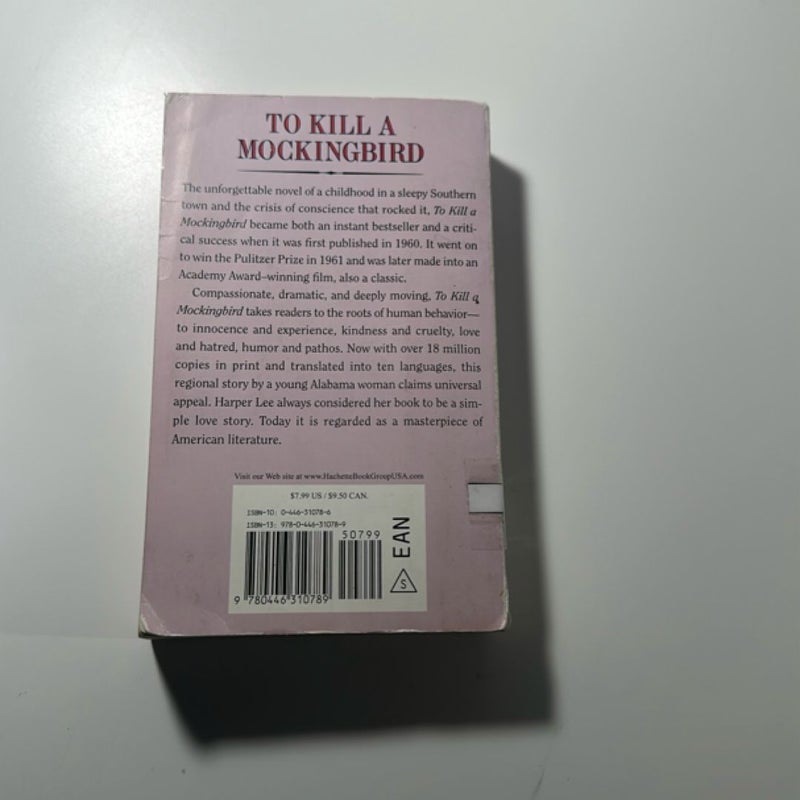 TO KILL A
MOCKINGBIRD
The unforgettable novel of a childhood in a sleepy Southern
town and the crisis of conscience that rocked it, To Kill a
Mockingbird became both an instant bestseller and a criti-
cal success when it was first published in 1960. It went on
to win the Pulitzer Prize in 1961 and was later made into an
Academy Award–winning film, also a classic.
Compassionate, dramatic, and deeply moving, To Kill a
Mockingbird takes readers to the roots of human behavior—
to innocence and experience, kindness and cruelty, love
and hatred, humor and pathos. Now with over 18 million
copies in print and translated into ten languages, this
regional story by a young Alabama woman claims universal
appeal. Harper Lee always considered her book to be a sim-
ple love story. Today it is regarded as a masterpiece of
American literature.
Visit our Web site at www.HachetteBookGroupUSA.com
$7.99 US / $9.50 CAN.
ISBN-10: 0-446-31078-6
ISBN-13: 978-0-446-31078-9
50799
EAN
S
9 780446 310789